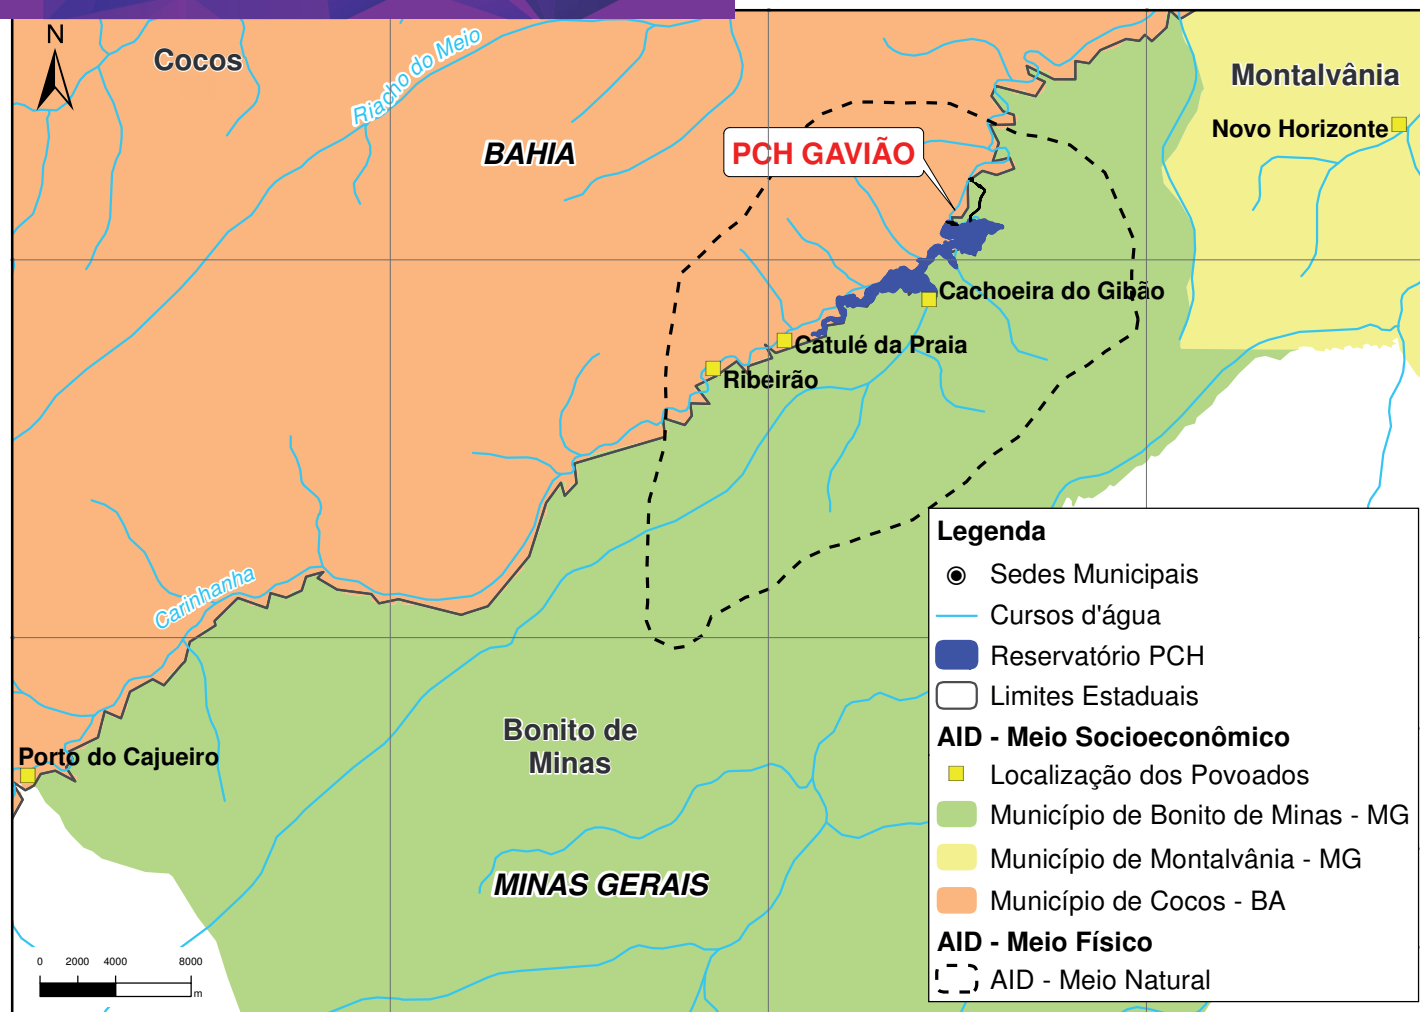 N
Cocos
Riacho do Meio
BAHIA
Montalvânia
Novo Horizonte
PCH GAVIÃO
Cachoeira do Gibão
Catulé da Praia
Ribeirão
Carinhanha
Porto do Cajueiro
Bonito de
Minas
MINAS GERAIS
0 2000 4000 8000
m
Legenda
Sedes Municipais
Cursos d'água
Reservatório PCH
Limites Estaduais
AID - Meio Socioeconômico
Localização dos Povoados
Município de Bonito de Minas - MG
Município de Montalvânia - MG
Município de Cocos - BA
AID - Meio Físico
AID - Meio Natural